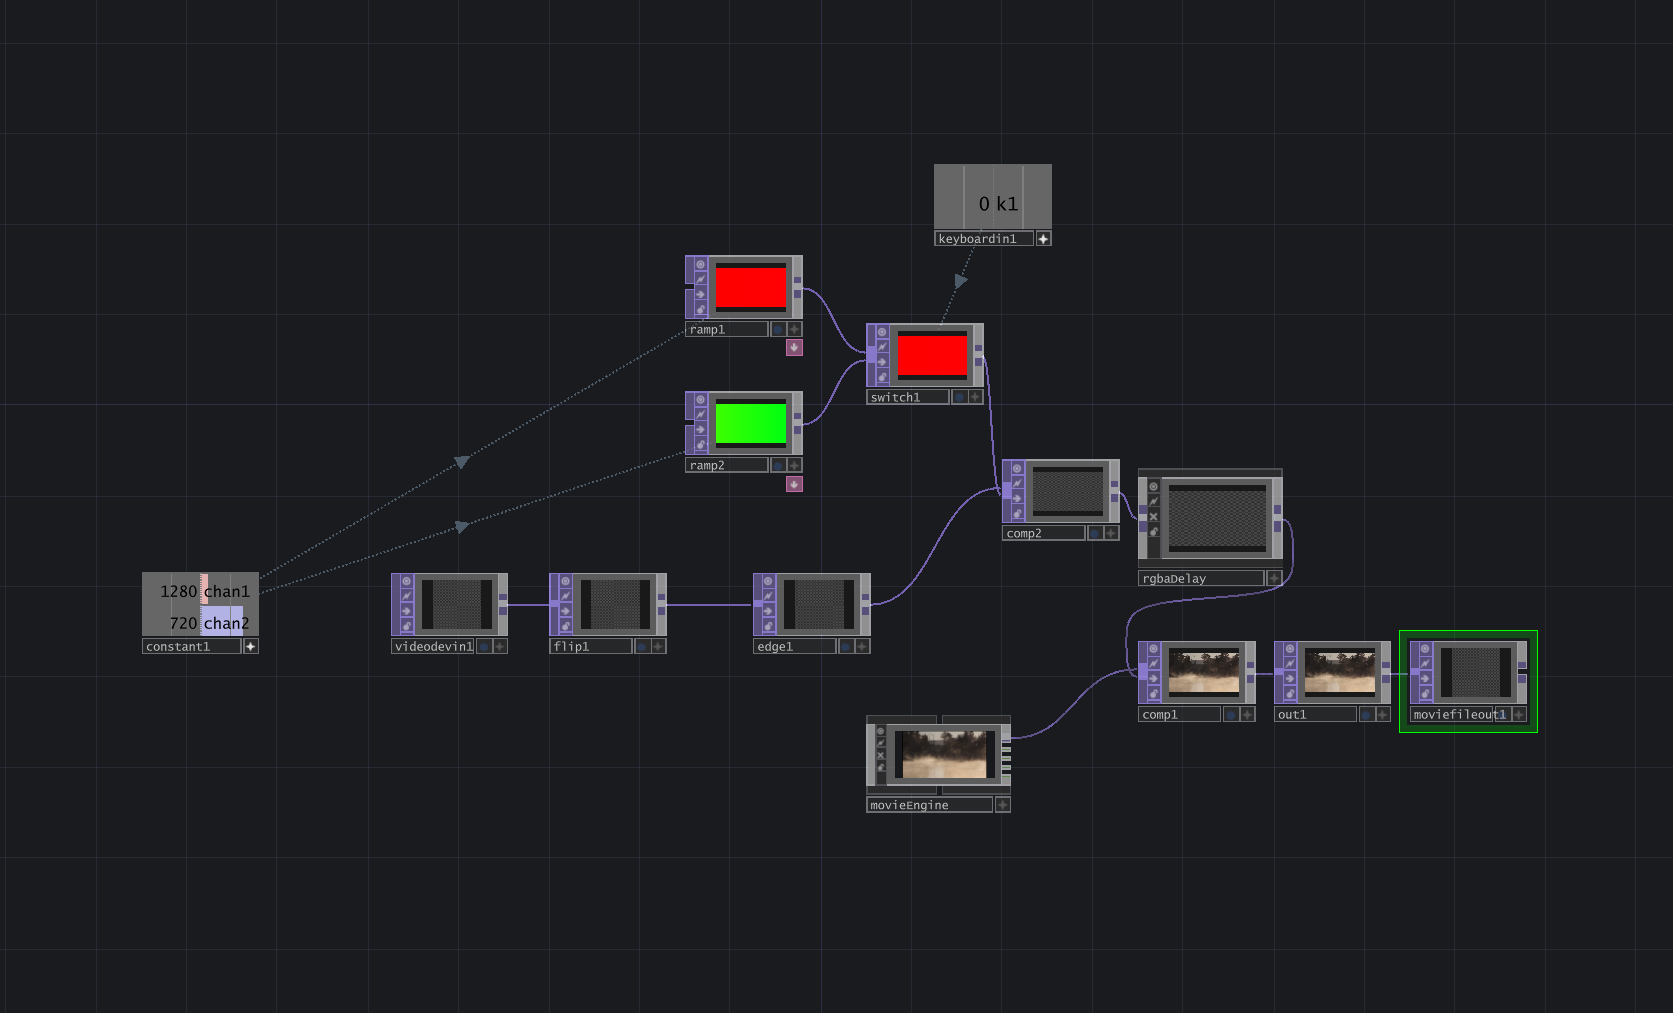 0 k1
keyboardin1
ramp1
switch1
ramp2
comp2
rgbaDelay
1280 chan1
720 chan2
constant1
videodevin1
flip1
edge1
comp1
out1
moviefileout1
movieEngine